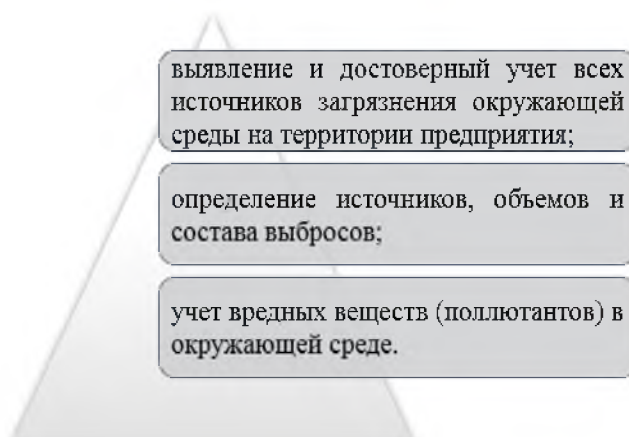 выявление и достоверный учет всех
источников загрязнения окружающей
среды на территории предприятия;
определение источников, объемов и
состава выбросов;
учет вредных веществ (поллютантов) в
окружающей среде.